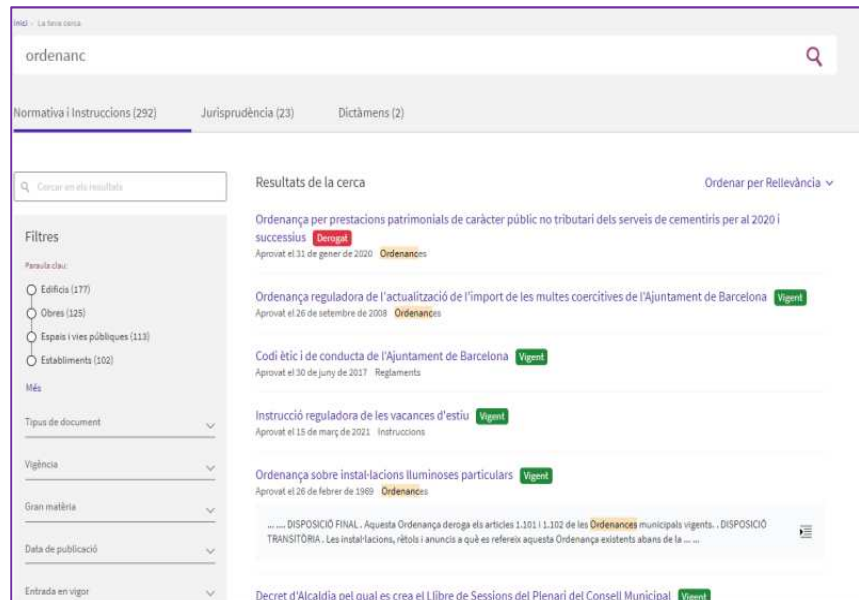 Inici - La teva cerca
ordenanc
Normativa i Instruccions (292) Jurisprudència (23) Dictàmens (2)
Cercar en els resultats
Filtres
Paraula clau:
Edificis (177)
Obres (125)
Espais i vies públiques (113)
Establiments (102)
Més
Tipus de document
Vigència
Gran matèria
Data de publicació
Entrada en vigor
Resultats de la cerca
Ordenar per Rellevància
Ordenança per prestacions patrimonials de caràcter públic no tributari dels serveis de cementiris per al 2020 i
successius Derogat
Aprovat el 31 de gener de 2020 Ordenances
Ordenança reguladora de l'actualització de l'import de les multes coercitives de l'Ajuntament de Barcelona Vigent
Aprovat el 26 de setembre de 2008 Ordenances
Codi ètic i de conducta de l'Ajuntament de Barcelona Vigent
Aprovat el 30 de juny de 2017 Reglaments
Instrucció reguladora de les vacances d'estiu Vigent
Aprovat el 15 de març de 2021 Instruccions
Ordenança sobre instal·lacions lluminoses particulars Vigent
Aprovat el 26 de febrer de 1969 Ordenances
... .... DISPOSICIÓ FINAL . Aquesta Ordenança deroga els articles 1.101 i 1.102 de les Ordenances municipals vigents. . DISPOSICIÓ
TRANSITÒRIA . Les instal·lacions, rètols i anuncis a què es refereix aquesta Ordenança existents abans de la ... ...
Decret d'Alcaldia pel qual es crea el Llibre de Sessions del Plenari del Consell Municipal Vigent